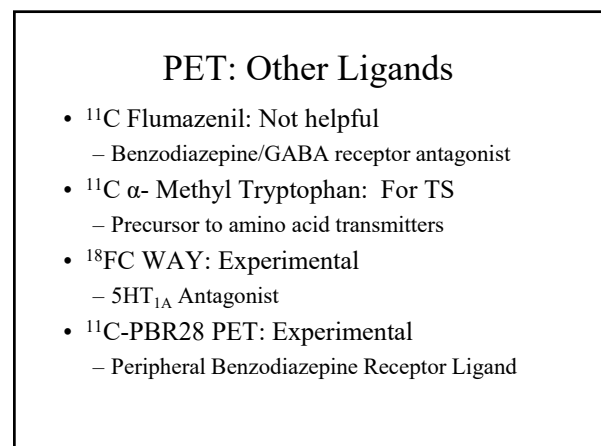 PET: Other Ligands
• ¹¹C Flumazenil: Not helpful
– Benzodiazepine/GABA receptor antagonist
• ¹¹C α- Methyl Tryptophan: For TS
– Precursor to amino acid transmitters
• ¹⁸FC WAY: Experimental
– 5HT₁ₐ Antagonist
• ¹¹C-PBR28 PET: Experimental
– Peripheral Benzodiazepine Receptor Ligand